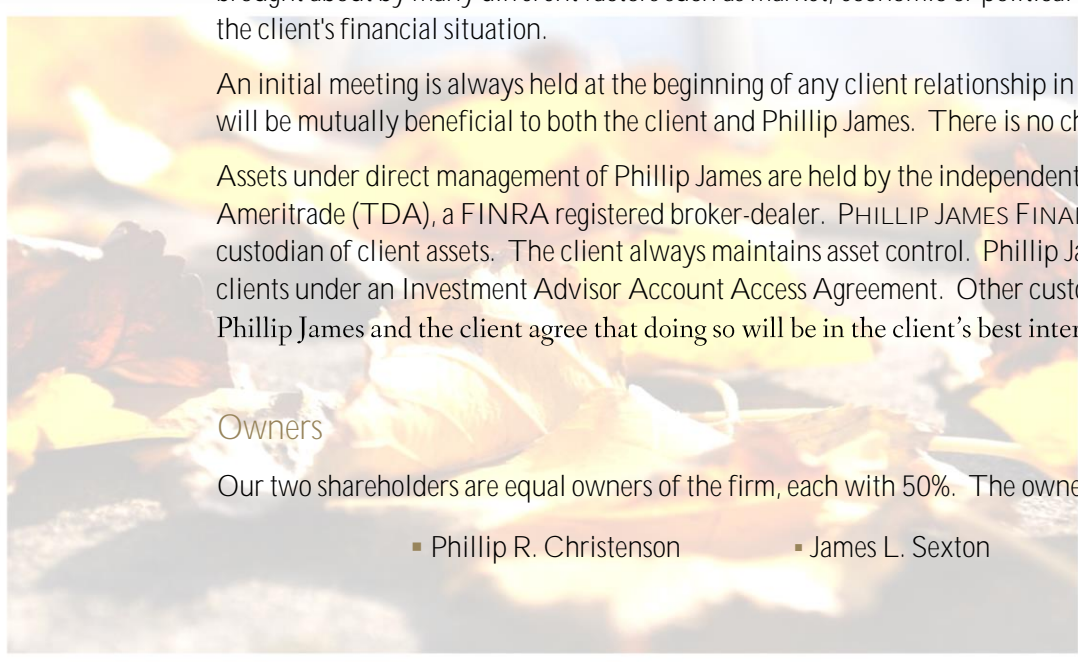 the client's financial situation.
An initial meeting is always held at the beginning of any client relationship in
will be mutually beneficial to both the client and Phillip James.  There is no
Assets under direct management of Phillip James are held by the independent
Ameritrade (TDA), a FINRA registered broker-dealer.  PHILLIP JAMES
custodian of client assets.  The client always maintains asset control.  Phillip
clients under an Investment Advisor Account Access Agreement.  Other
Phillip James and the client agree that doing so will be in the client’s best
Owners
Our two shareholders are equal owners of the firm, each with 50%.  The
▪ Phillip R. Christenson ▪ James L. Sexton